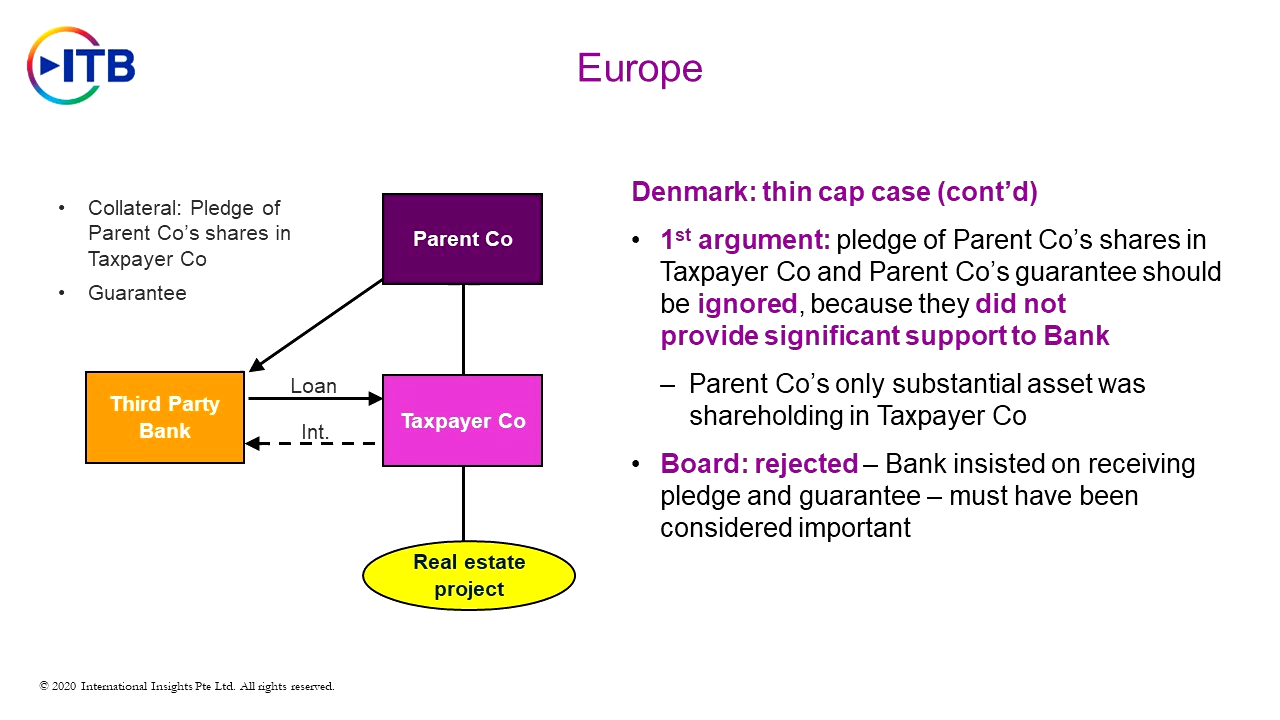 ITB
Europe
• Collateral: Pledge of
Parent Co’s shares in
Taxpayer Co
• Guarantee
Parent Co
Third Party
Bank
Loan
Int.
Taxpayer Co
Real estate
project
Denmark: thin cap case (cont’d)
• 1st argument: pledge of Parent Co’s shares in
Taxpayer Co and Parent Co’s guarantee should
be ignored, because they did not
provide significant support to Bank
– Parent Co’s only substantial asset was
shareholding in Taxpayer Co
• Board: rejected – Bank insisted on receiving
pledge and guarantee – must have been
considered important
© 2020 International Insights Pte Ltd. All rights reserved.